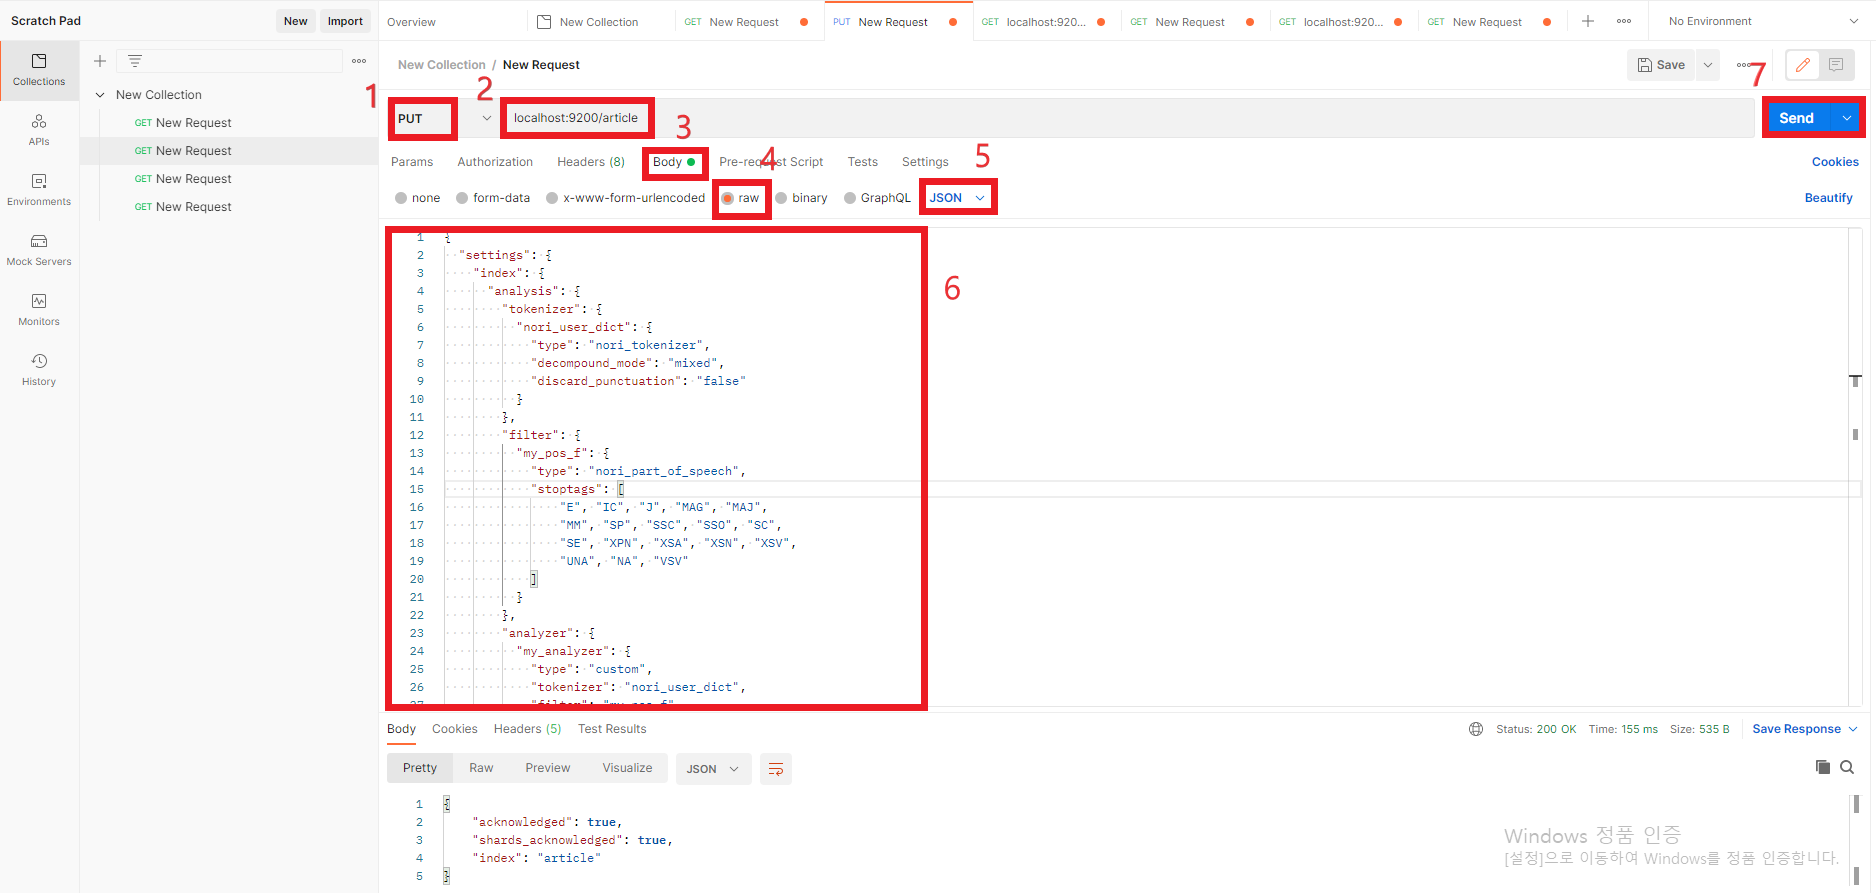 Scratch Pad
New
Import
Overview
New Collection
GET New Request
PUT New Request
GET localhost:920...
GET New Request
GET localhost:920...
GET New Request
No Environment
Collections
APIs
Environments
Mock Servers
Monitors
History
New Collection
GET New Request
GET New Request
GET New Request
GET New Request
New Collection / New Request
Save
1
2
3
4
5
6
7
PUT
localhost:9200/article
Send
Params
Authorization
Headers (8)
Body
Pre-request Script
Tests
Settings
Cookies
none
form-data
x-www-form-urlencoded
raw
binary
GraphQL
JSON
Beautify
1 {
2 "settings": {
3 "index": {
4 "analysis": {
5 "tokenizer": {
6 "nori_user_dict": {
7 "type": "nori_tokenizer",
8 "decompound_mode": "mixed",
9 "discard_punctuation": "false"
10 }
11 },
12 "filter": {
13 "my_pos_f": {
14 "type": "nori_part_of_speech",
15 "stoptags": [
16 "E", "IC", "J", "MAG", "MAJ",
17 "MM", "SP", "SSC", "SSO", "SC",
18 "SE", "XPN", "XSA", "XSN", "XSV",
19 "UNA", "NA", "VSV"
20 ]
21 }
22 },
23 "analyzer": {
24 "my_analyzer": {
25 "type": "custom",
26 "tokenizer": "nori_user_dict",
27 "filter": "my_pos_f"
Body
Cookies
Headers (5)
Test Results
Status: 200 OK
Time: 155 ms
Size: 535 B
Save Response
Pretty
Raw
Preview
Visualize
JSON
1 {
2 "acknowledged": true,
3 "shards_acknowledged": true,
4 "index": "article"
5 }
Windows 정품 인증
[설정]으로 이동하여 Windows를 정품 인증합니다.